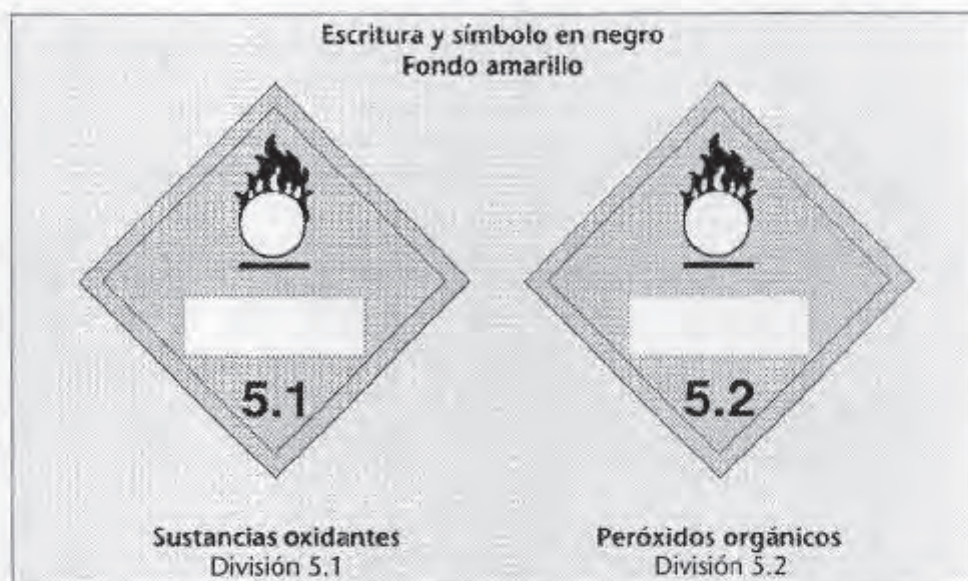 Escritura y símbolo en negro
Fondo amarillo
5.1
5.2
Sustancias oxidantes
División 5.1
Peróxidos orgánicos
División 5.2